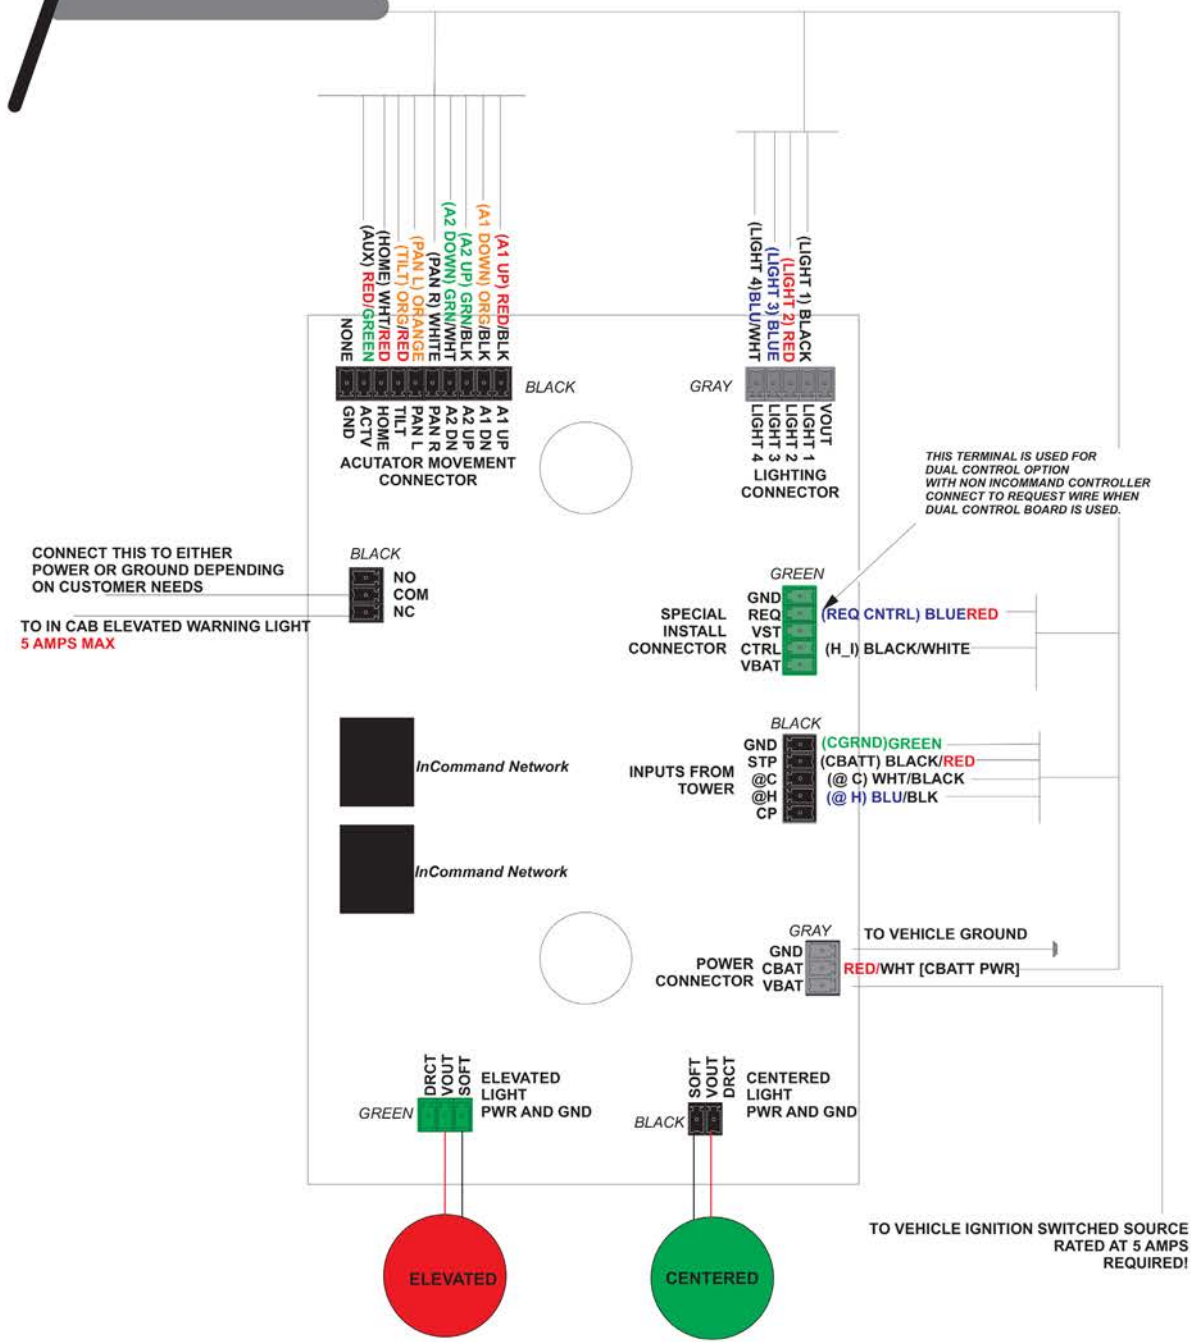 (AUX) RED/GREEN
(HOME) WHT/RED
(TILT) ORG/RED
(PAN L) ORANGE
(PAN R) WHITE
(A2 DOWN) GRN/WHT
(A2 UP) GRN/BLK
(A1 DOWN) ORG/BLK
(A1 UP) RED/BLK
NONE
BLACK
GND
ACTV
HOME
TILT
PAN L
PAN R
A2 DN
A2 UP
A1 DN
A1 UP
ACUTATOR MOVEMENT
CONNECTOR
(LIGHT 4)BLU/WHT
(LIGHT 3) BLUE
(LIGHT 2) RED
(LIGHT 1) BLACK
GRAY
LIGHT 4
LIGHT 3
LIGHT 2
LIGHT 1
VOUT
LIGHTING
CONNECTOR
THIS TERMINAL IS USED FOR
DUAL CONTROL OPTION
WITH NON INCOMMAND CONTROLLER
CONNECT TO REQUEST WIRE WHEN
DUAL CONTROL BOARD IS USED.
CONNECT THIS TO EITHER
POWER OR GROUND DEPENDING
ON CUSTOMER NEEDS
TO IN CAB ELEVATED WARNING LIGHT
5 AMPS MAX
BLACK
NO
COM
NC
GREEN
SPECIAL
INSTALL
CONNECTOR
GND
REQ
VST
CTRL
VBAT
(REQ CNTRL) BLUERED
(H_I) BLACK/WHITE
BLACK
INPUTS FROM
TOWER
GND
STP
@C
@H
CP
(CGRND)GREEN
(CBATT) BLACK/RED
(@ C) WHT/BLACK
(@ H) BLU/BLK
InCommand Network
InCommand Network
GRAY
POWER
CONNECTOR
GND
CBAT
VBAT
TO VEHICLE GROUND
RED/WHT [CBATT PWR]
DRCT
VOUT
SOFT
GREEN
ELEVATED
LIGHT
PWR AND GND
SOFT
VOUT
DRCT
BLACK
CENTERED
LIGHT
PWR AND GND
ELEVATED
CENTERED
TO VEHICLE IGNITION SWITCHED SOURCE
RATED AT 5 AMPS
REQUIRED!